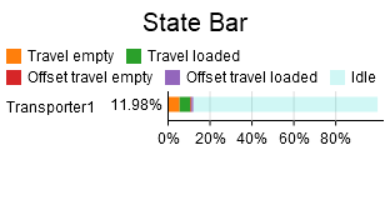 State Bar
Travel empty Travel loaded
Offset travel empty Offset travel loaded Idle
Transporter1 11.98%
0% 20% 40% 60% 80%